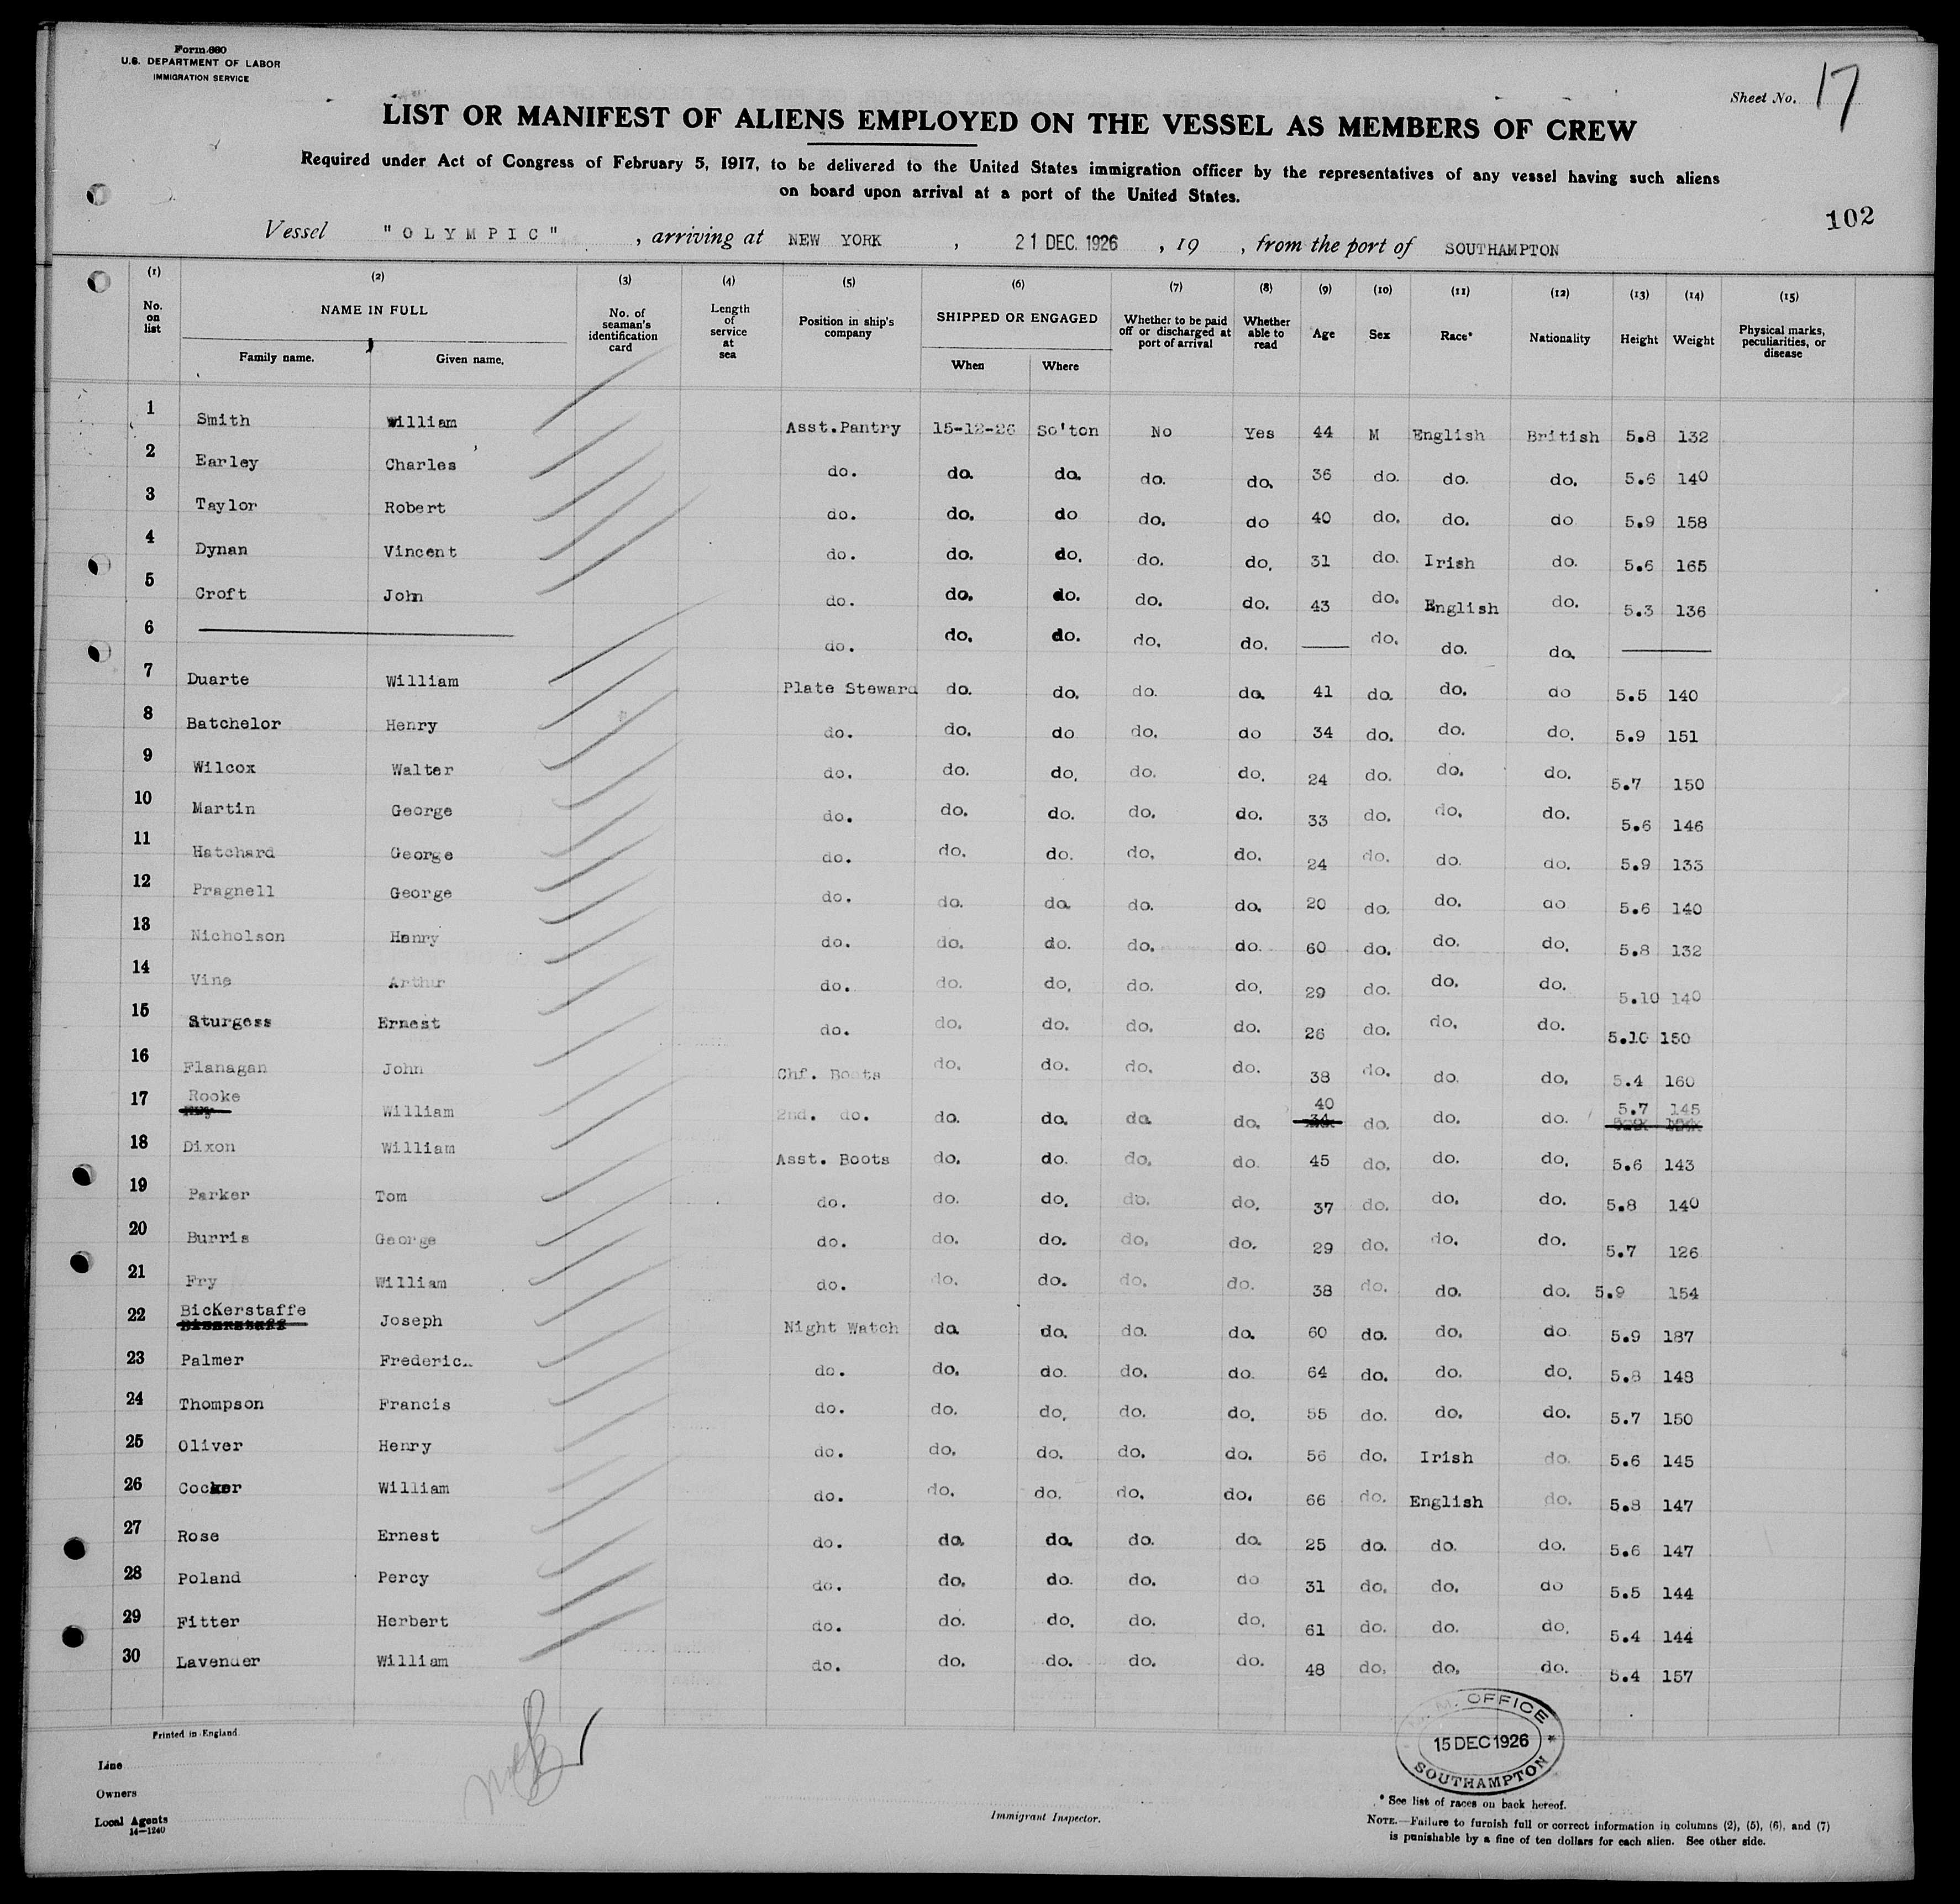 Form 680
U.S. DEPARTMENT OF LABOR
IMMIGRATION SERVICE
Sheet No. 17
LIST OR MANIFEST OF ALIENS EMPLOYED ON THE VESSEL AS MEMBERS OF CREW
Required under Act of Congress of February 5, 1917, to be delivered to the United States immigration officer by the representatives of any vessel having such aliens
on board upon arrival at a port of the United States.
102
Vessel "OLYMPIC" , arriving at NEW YORK , 21 DEC. 1926 , 19 , from the port of SOUTHAMPTON
(1) (2) (3) (4) (5) (6) (7) (8) (9) (10) (11) (12) (13) (14) (15)
No. on list NAME IN FULL Family name. Given name. No. of seaman's identification card Length of service at sea Position in ship's company SHIPPED OR ENGAGED When Where Whether to be paid off or discharged at port of arrival Whether able to read Age Sex Race* Nationality Height Weight Physical marks, peculiarities, or disease
1 Smith William Asst.Pantry 15-12-26 So'ton No Yes 44 M English British 5.8 132
2 Earley Charles do. do. do. do. do. 36 do. do. do. 5.6 140
3 Taylor Robert do. do. do do. do 40 do. do. do 5.9 158
4 Dynan Vincent do. do. do. do. do. 31 do. Irish do. 5.6 165
5 Croft John do. do. do. do. do. 43 do. English do. 5.3 136
6 do. do. do. do. do. do. do. do.
7 Duarte William Plate Steward do. do. do. do. 41 do. do. do 5.5 140
8 Batchelor Henry do. do. do do. do 34 do. do. do. 5.9 151
9 Wilcox Walter do. do. do. do. do. 24 do. do. do. 5.7 150
10 Martin George do. do. do. do. do. 33 do. do. do. 5.6 146
11 Hatchard George do. do. do. do. do. 24 do. do. do. 5.9 133
12 Pragnell George do. do. do. do. do. 20 do. do. do 5.6 140
13 Nicholson Henry do. do. do. do. do. 60 do. do. do. 5.8 132
14 Vine Arthur do. do. do. do. do. 29 do. do. do. 5.10 140
15 Sturgess Ernest do. do. do. do. do. 26 do. do. do. 5.10 150
16 Flanagan John Chf. Boots do. do. do. do. 38 do. do. do. 5.4 160
17 Rooke William 2nd. do. do. do. do. do. 40 34 do. do. do. 5.7 145
18 Dixon William Asst. Boots do. do. do. do. 45 do. do. do. 5.6 143
19 Parker Tom do. do. do. do. do. 37 do. do. do. 5.8 140
20 Burris George do. do. do. do. do. 29 do. do. do. 5.7 126
21 Fry William do. do. do. do. do. 38 do. do. do. 5.9 154
22 Bickerstaffe Joseph Night Watch do. do. do. do. 60 do. do. do. 5.9 187
23 Palmer Frederick do. do. do. do. do. 64 do. do. do. 5.8 148
24 Thompson Francis do. do. do. do. do. 55 do. do. do. 5.7 150
25 Oliver Henry do. do. do. do. do. 56 do. Irish do. 5.6 145
26 Cocker William do. do. do. do. do. 66 do. English do. 5.8 147
27 Rose Ernest do. do. do. do. do. 25 do. do. do. 5.6 147
28 Poland Percy do. do. do. do. do 31 do. do. do 5.5 144
29 Fitter Herbert do. do. do. do. do. 61 do. do. do. 5.4 144
30 Lavender William do. do. do. do. do. 48 do. do. do. 5.4 157
Printed in England.
Line
Owners
Local Agents
14—1240
Immigrant Inspector.
M. OFFICE
15 DEC 1926
SOUTHAMPTON
* See list of races on back hereof.
NOTE.—Failure to furnish full or correct information in columns (2), (5), (6), and (7)
is punishable by a fine of ten dollars for each alien. See other side.